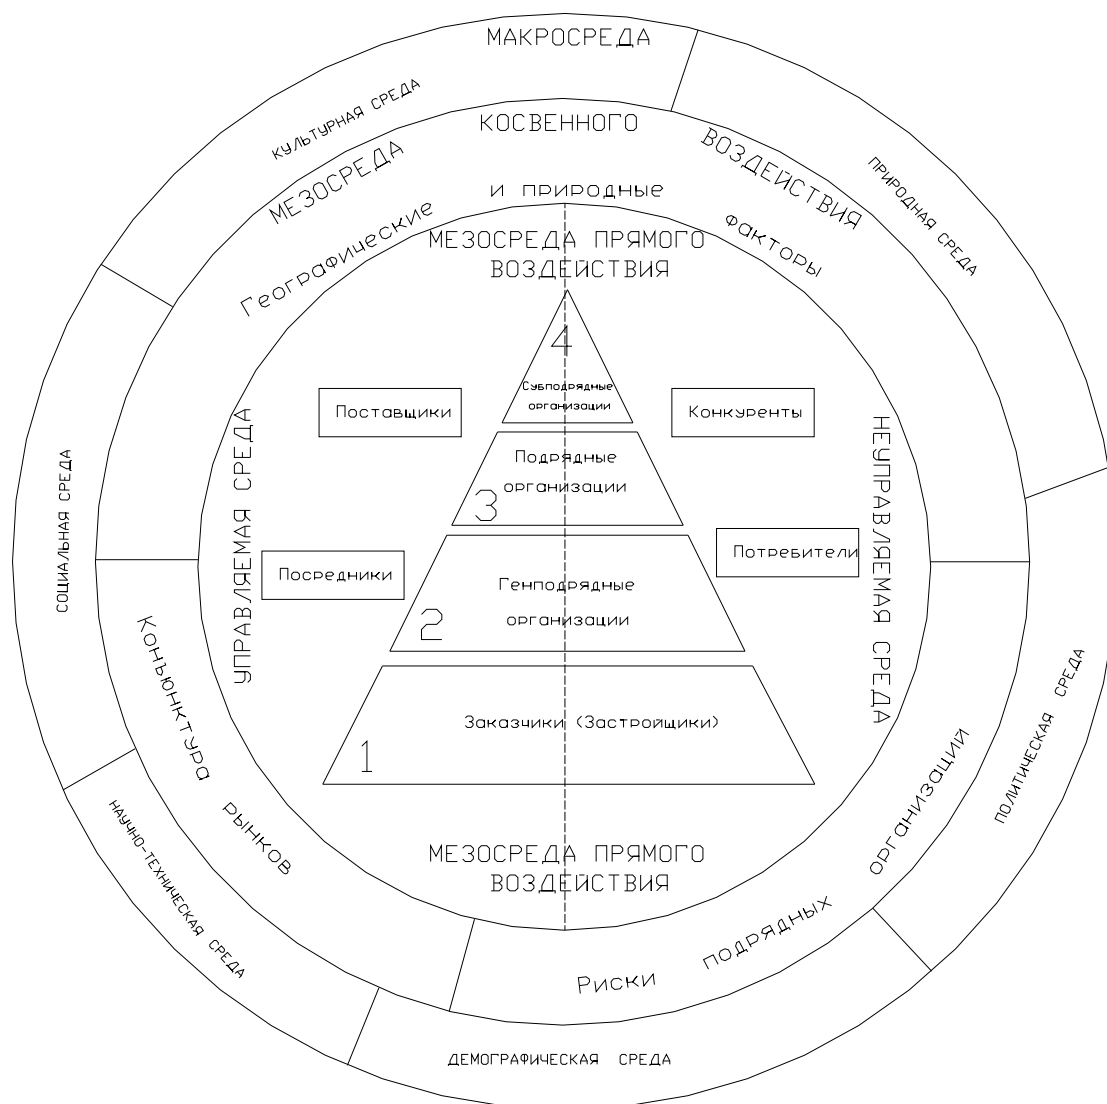 МАКРОСРЕДА
КУЛЬТУРНАЯ СРЕДА
ПРИРОДНАЯ СРЕДА
МЕЗОСРЕДА КОСВЕННОГО ВОЗДЕЙСТВИЯ
Географические и природные факторы
МЕЗОСРЕДА ПРЯМОГО
ВОЗДЕЙСТВИЯ
4
Субподрядные
организации
Поставщики
Конкуренты
УПРАВЛЯЕМАЯ СРЕДА
НЕУПРАВЛЯЕМАЯ СРЕДА
СОЦИАЛЬНАЯ СРЕДА
Подрядные
организации
3
Посредники
Потребители
Генподрядные
организации
2
Заказчики (Застройщики)
1
Конъюнктура рынков
ПОЛИТИЧЕСКАЯ СРЕДА
НАУЧНО-ТЕХНИЧЕСКАЯ СРЕДА
МЕЗОСРЕДА ПРЯМОГО
ВОЗДЕЙСТВИЯ
Риски подрядных организации
ДЕМОГРАФИЧЕСКАЯ СРЕДА